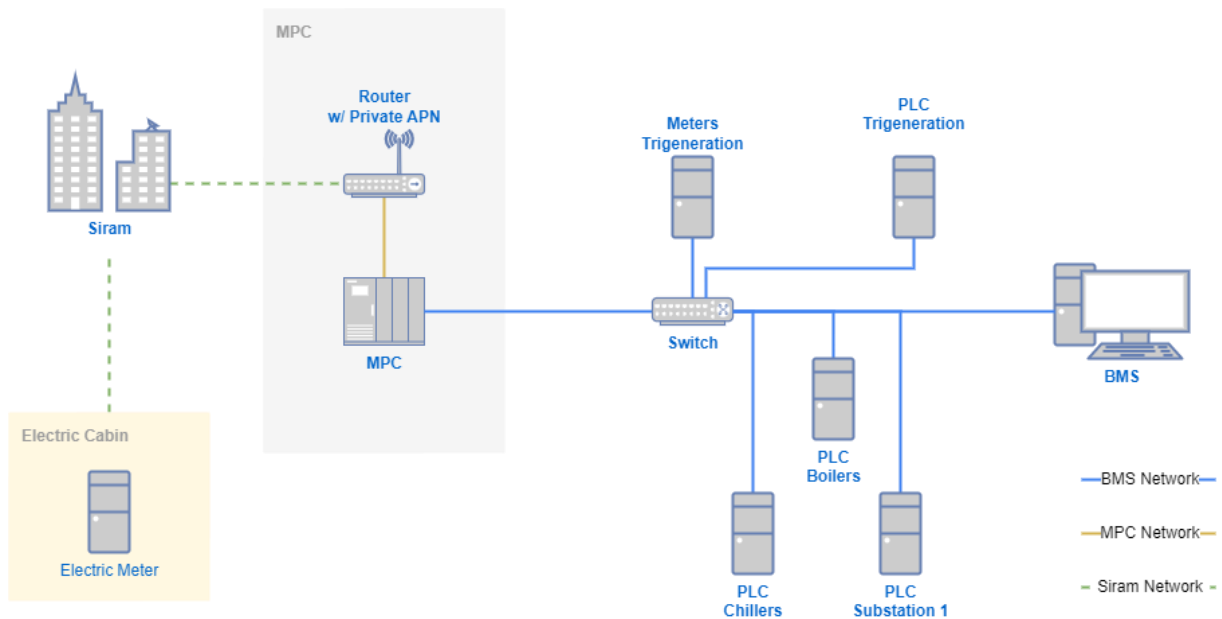 MPC
Router
w/ Private APN
PLC
Trigeneration
Meters
Trigeneration
Siram
Switch
MPC
BMS
Electric Cabin
PLC
Boilers
BMS Network
MPC Network
Electric Meter
Siram Network
PLC
Chillers
PLC
Substation 1